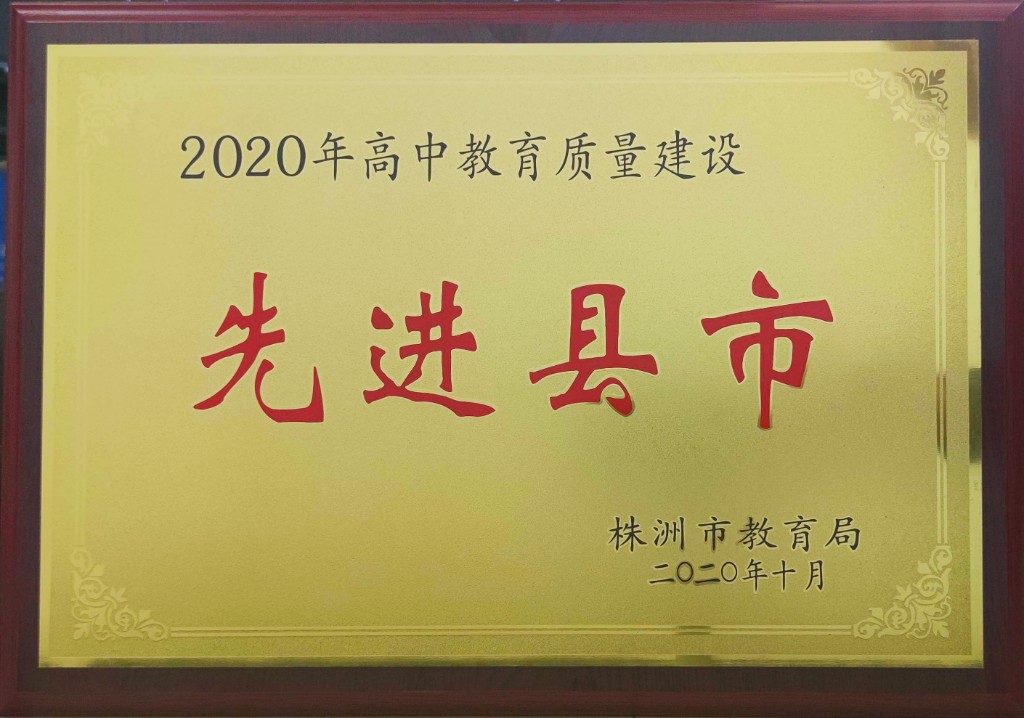 2020年高中教育质量建设
先进县市
株洲市教育局
二〇二〇年十月